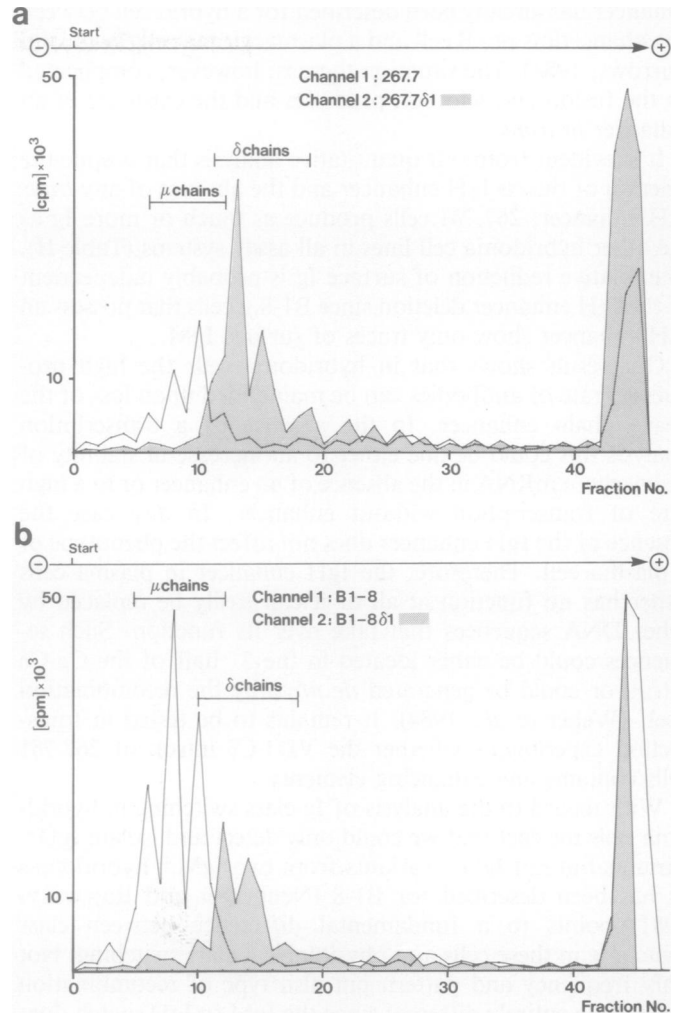 a
Start
⊖ ⊕
50
Channel 1 : 267.7
Channel 2 : 267.7δ1
δ chains
μ chains
[cpm]×10³
10
0 10 20 30 40
Fraction No.
b
Start
⊖ ⊕
50
μ chains
Channel 1 : B1-8
Channel 2 : B1-8δ1
δ chains
[cpm]×10³
10
0 10 20 30 40
Fraction No.